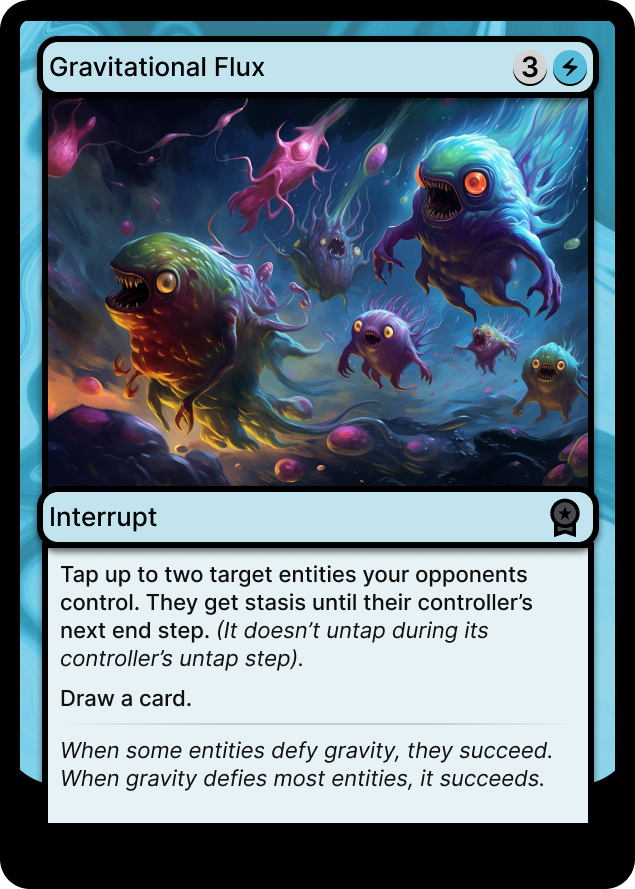 Gravitational Flux
3
Interrupt
Tap up to two target entities your opponents
control. They get stasis until their controller’s
next end step. (It doesn’t untap during its
controller’s untap step).
Draw a card.
When some entities defy gravity, they succeed.
When gravity defies most entities, it succeeds.